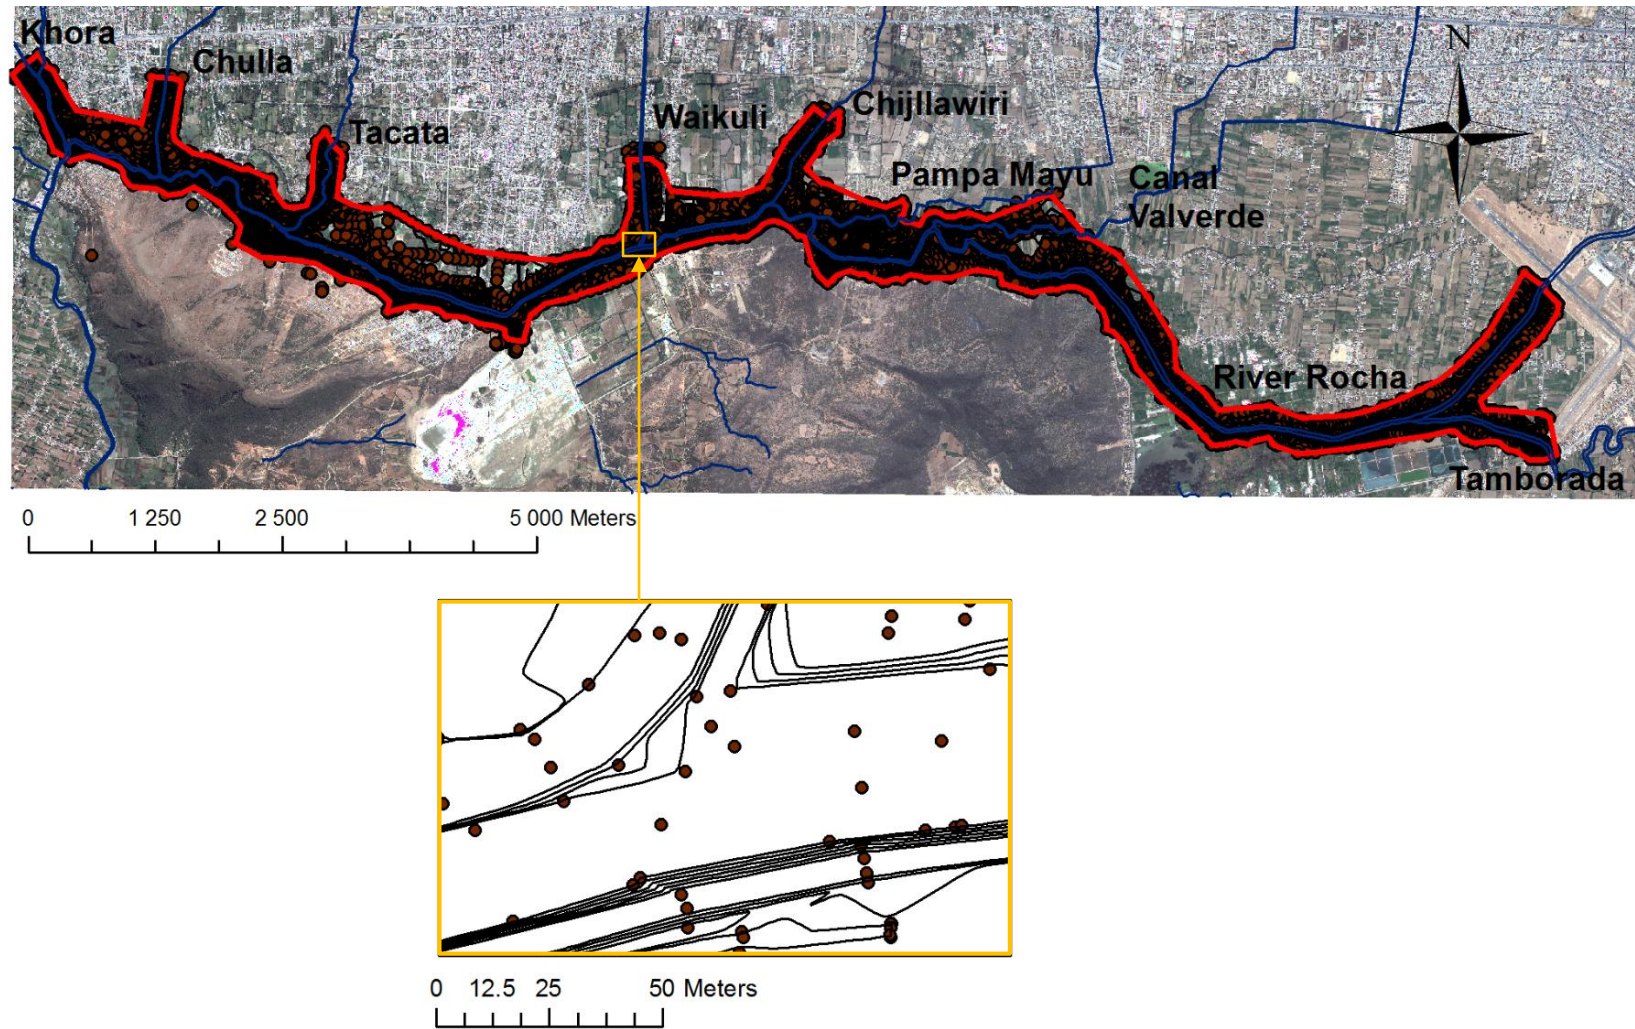 Khora
Chulla
Tacata
Waikuli
Chijllawiri
Pampa Mayu
Canal
Valverde
N
River Rocha
Tamborada
0 1 250 2 500 5 000 Meters
0 12.5 25 50 Meters